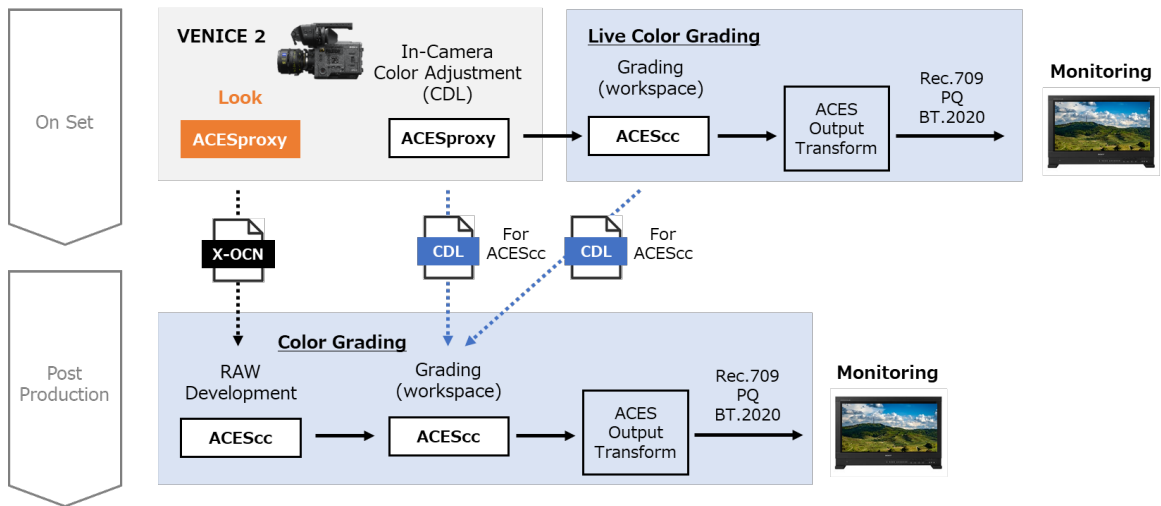 On Set
VENICE 2
Look
ACESproxy
In-Camera
Color Adjustment
(CDL)
ACESproxy
Live Color Grading
Grading
(workspace)
ACEScc
ACES
Output
Transform
Rec.709
PQ
BT.2020
Monitoring
X-OCN
CDL
For
ACEScc
CDL
For
ACEScc
Post
Production
Color Grading
RAW
Development
ACEScc
Grading
(workspace)
ACEScc
ACES
Output
Transform
Rec.709
PQ
BT.2020
Monitoring